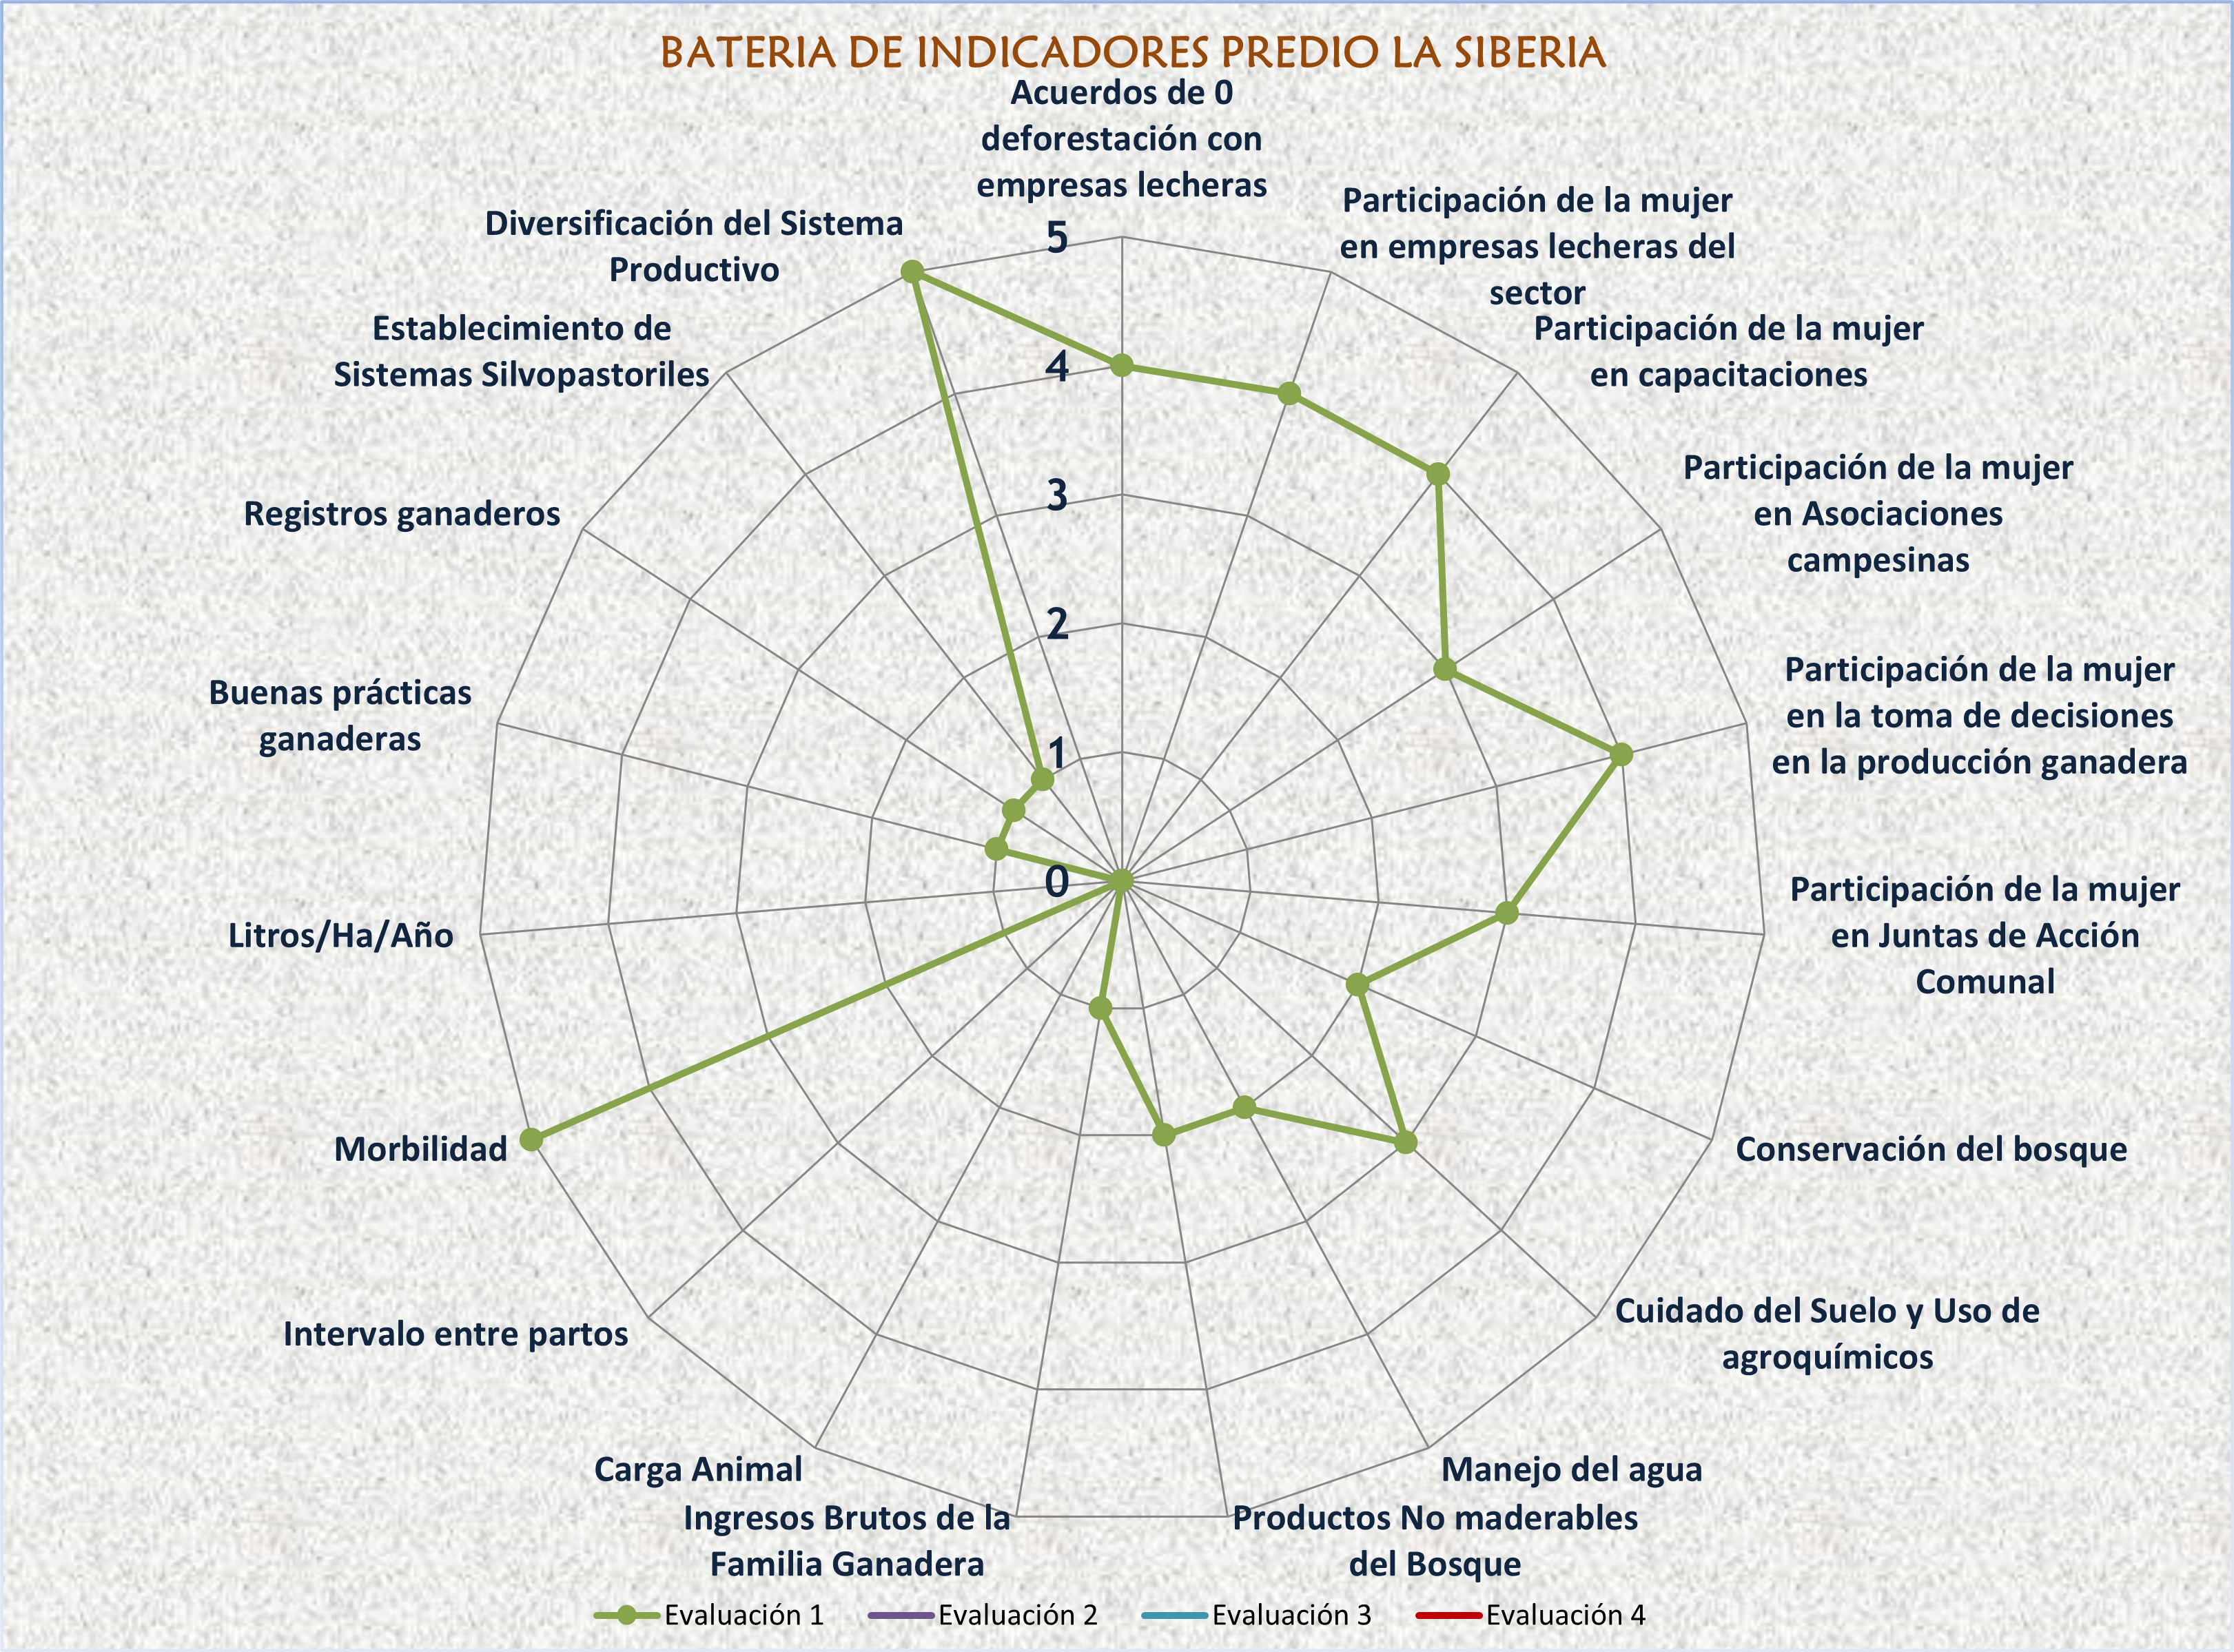 BATERIA DE INDICADORES PREDIO LA SIBERIA
Acuerdos de 0
deforestación con
empresas lecheras
Participación de la mujer
en empresas lecheras del
sector
Participación de la mujer
en capacitaciones
Participación de la mujer
en Asociaciones
campesinas
Participación de la mujer
en la toma de decisiones
en la producción ganadera
Participación de la mujer
en Juntas de Acción
Comunal
Conservación del bosque
Cuidado del Suelo y Uso de
agroquímicos
Manejo del agua
Productos No maderables
del Bosque
Ingresos Brutos de la
Familia Ganadera
Carga Animal
Intervalo entre partos
Morbilidad
Litros/Ha/Año
Buenas prácticas
ganaderas
Registros ganaderos
Establecimiento de
Sistemas Silvopastoriles
Diversificación del Sistema
Productivo
5
4
3
2
1
0
Evaluación 1
Evaluación 2
Evaluación 3
Evaluación 4